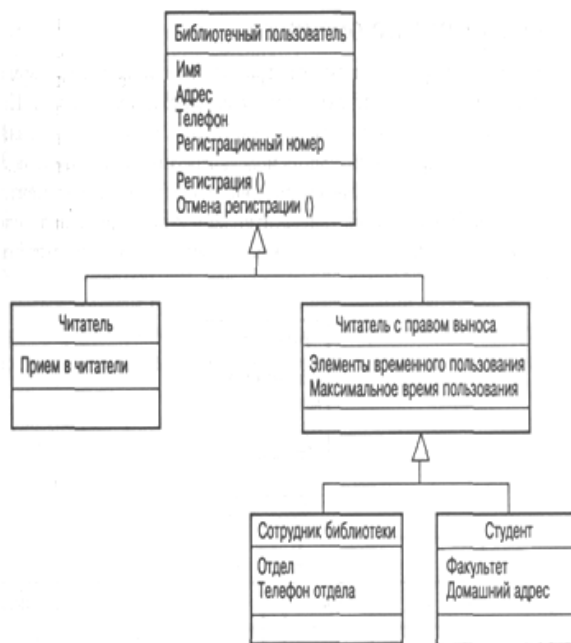 Библиотечный пользователь
Имя
Адрес
Телефон
Регистрационный номер
Регистрация ()
Отмена регистрации ()
Читатель
Прием в читатели
Читатель с правом выноса
Элементы временного пользования
Максимальное время пользования
Сотрудник библиотеки
Отдел
Телефон отдела
Студент
Факультет
Домашний адрес